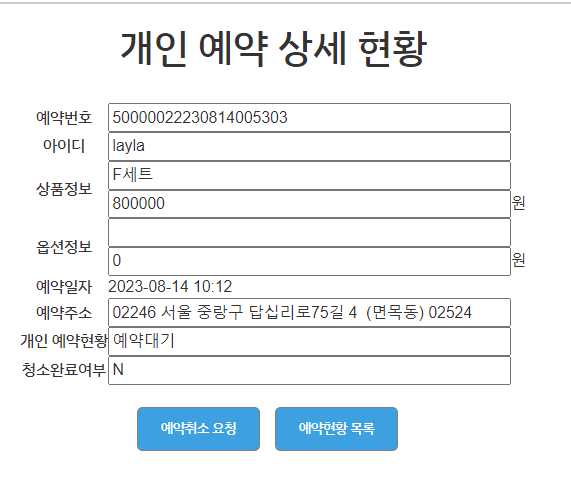 개인 예약 상세 현황
예약번호 50000022230814005303
아이디 layla
상품정보 F세트
800000 원
옵션정보
0 원
예약일자 2023-08-14 10:12
예약주소 02246 서울 중랑구 답십리로75길 4 (면목동) 02524
개인 예약현황 예약대기
청소완료여부 N
예약취소 요청 예약현황 목록